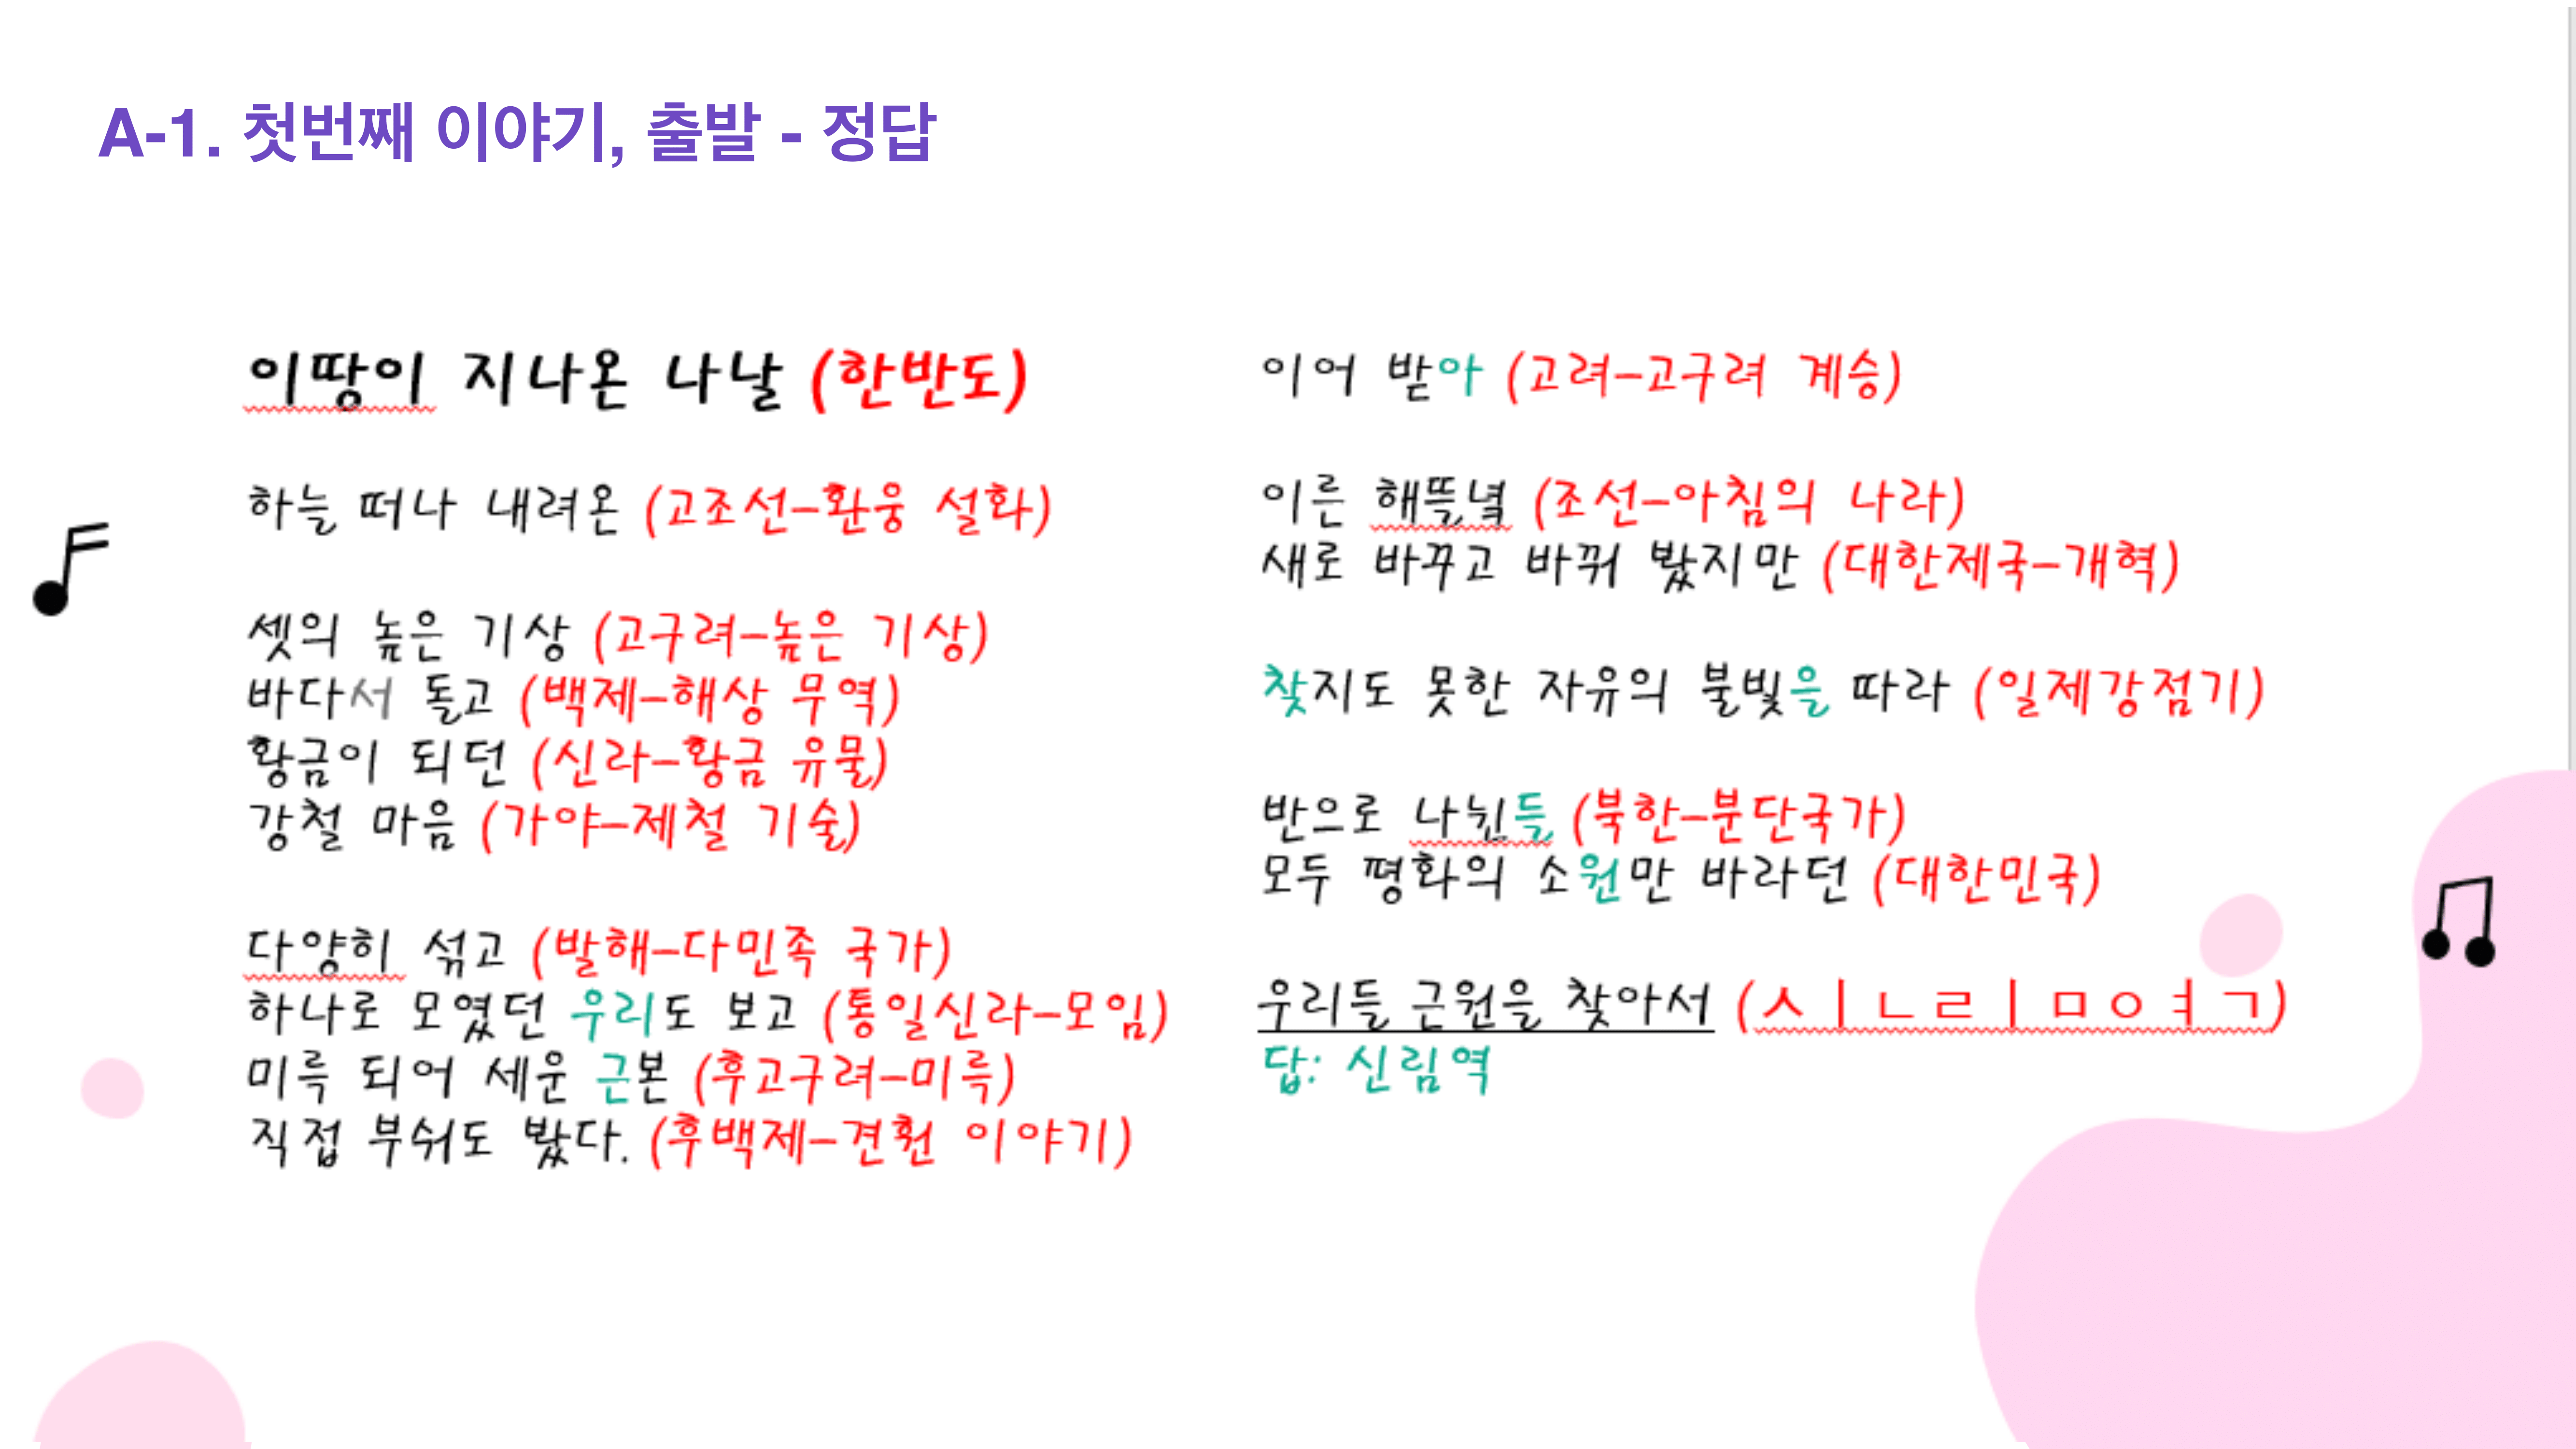 A-1. 첫번째 이야기, 출발 - 정답
이땅이 지나온 나날 (한반도)
하늘 떠나 내려온 (고조선-환웅 설화)
셋의 높은 기상 (고구려-높은 기상)
바다서 돌고 (백제-해상 무역)
황금이 되던 (신라-황금 유물)
강철 마음 (가야-제철 기술)
다양히 섞고 (발해-다민족 국가)
하나로 모였던 우리도 보고 (통일신라-모임)
미륵 되어 세운 근본 (후고구려-미륵)
직접 부숴도 봤다. (후백제-견훤 이야기)
이어 받아 (고려-고구려 계승)
이른 해뜰녘 (조선-아침의 나라)
새로 바꾸고 바꿔 봤지만 (대한제국-개혁)
찾지도 못한 자유의 불빛을 따라 (일제강점기)
반으로 나뉜들 (북한-분단국가)
모두 평화의 소원만 바라던 (대한민국)
우리들 근원을 찾아서 (ㅅㅣㄴㄹㅣㅁㅇㅕㄱ)
답: 신림역